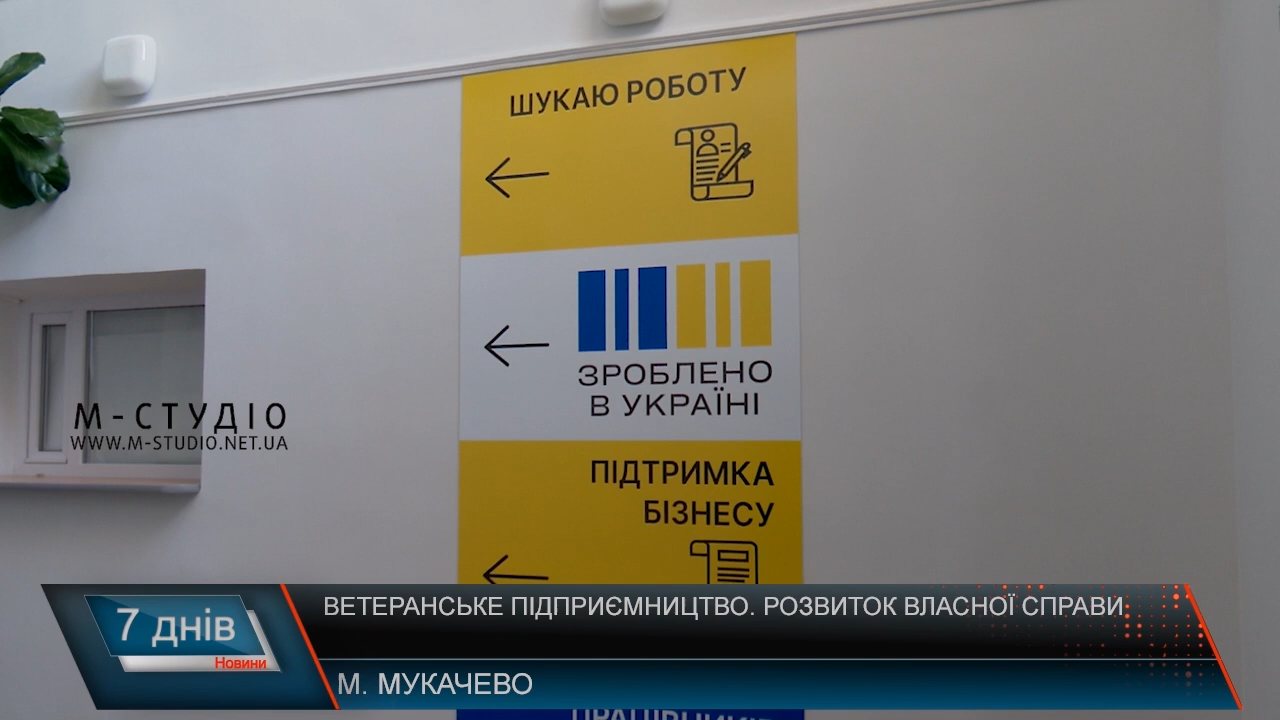 ШУКАЮ РОБОТУ
ЗРОБЛЕНО
В УКРАЇНІ
ПІДТРИМКА
БІЗНЕСУ
М-СТУДІО
WWW.M-STUDIO.NET.UA
7 днів
Новини
ВЕТЕРАНСЬКЕ ПІДПРИЄМНИЦТВО. РОЗВИТОК ВЛАСНОЇ СПРАВИ
М. МУКАЧЕВО